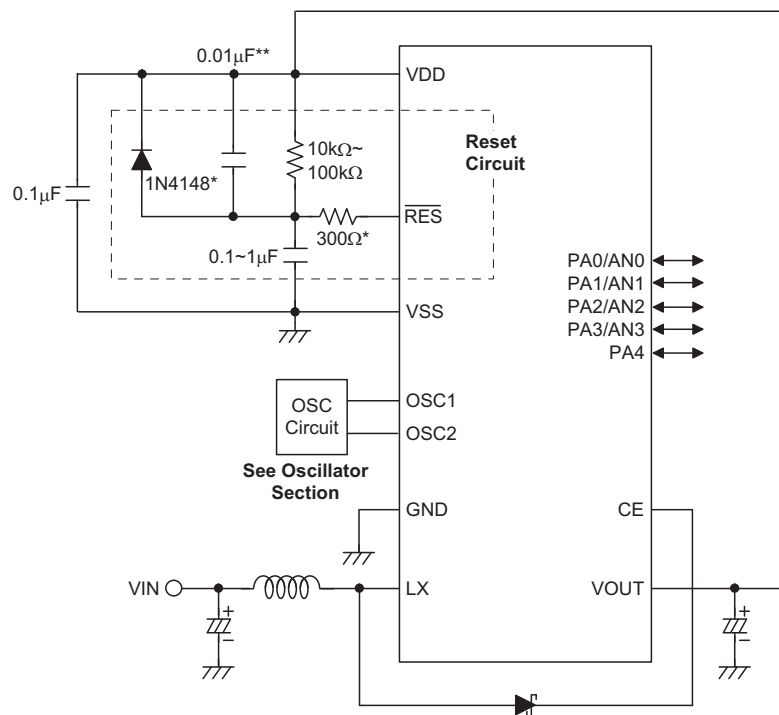 0.01µF**
VDD
Reset
Circuit
10kΩ~
100kΩ
1N4148*
0.1µF
RES
300Ω*
0.1~1µF
VSS
PA0/AN0
PA1/AN1
PA2/AN2
PA3/AN3
PA4
OSC
Circuit
OSC1
OSC2
See Oscillator
Section
GND
CE
VIN
LX
VOUT
+
−
+
−